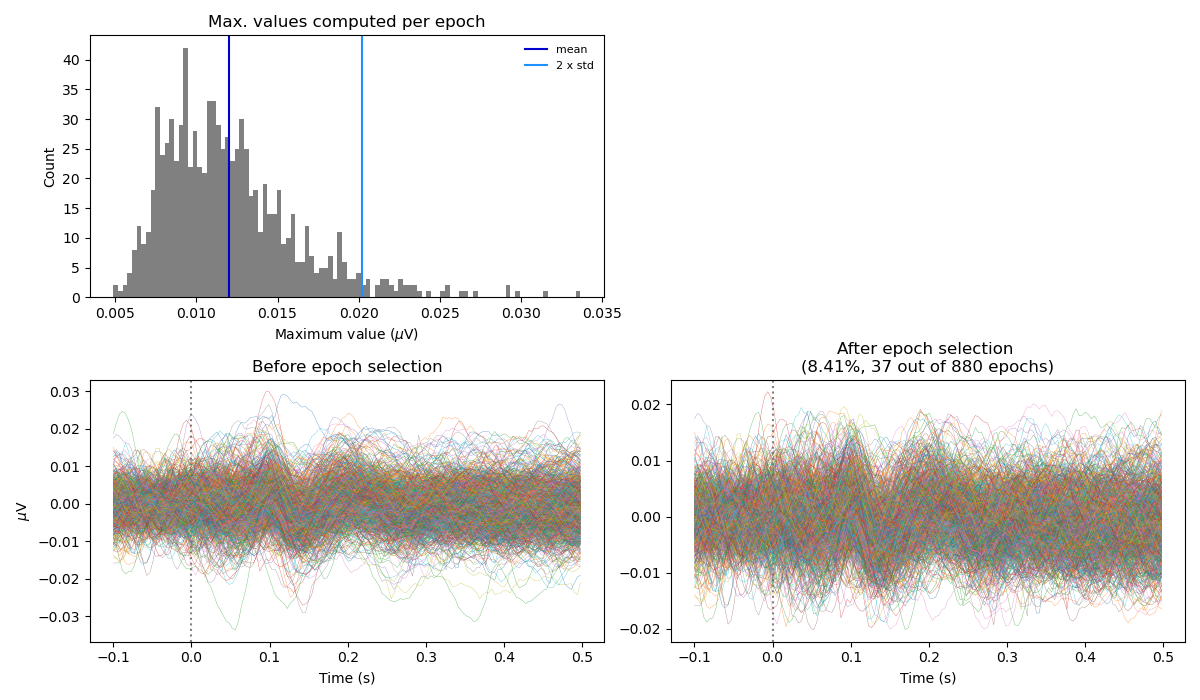 Max. values computed per epoch
mean
2 x std
40
35
30
25
20
15
10
5
0
Count
0.005 0.010 0.015 0.020 0.025 0.030 0.035
Maximum value (μV)
Before epoch selection
0.03
0.02
0.01
0.00
−0.01
−0.02
−0.03
μV
−0.1 0.0 0.1 0.2 0.3 0.4 0.5
Time (s)
After epoch selection
(8.41%, 37 out of 880 epochs)
0.02
0.01
0.00
−0.01
−0.02
−0.1 0.0 0.1 0.2 0.3 0.4 0.5
Time (s)